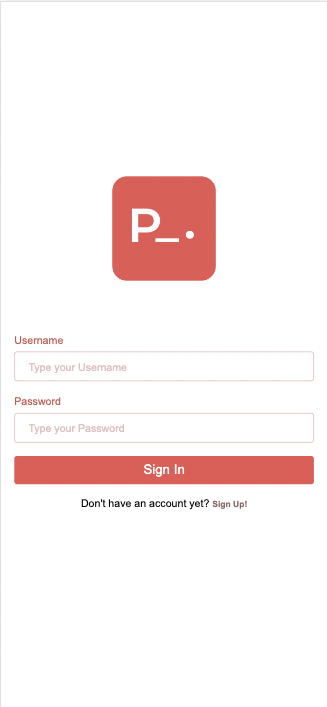 P_.
Username
Type your Username
Password
Type your Password
Sign In
Don't have an account yet? Sign Up!